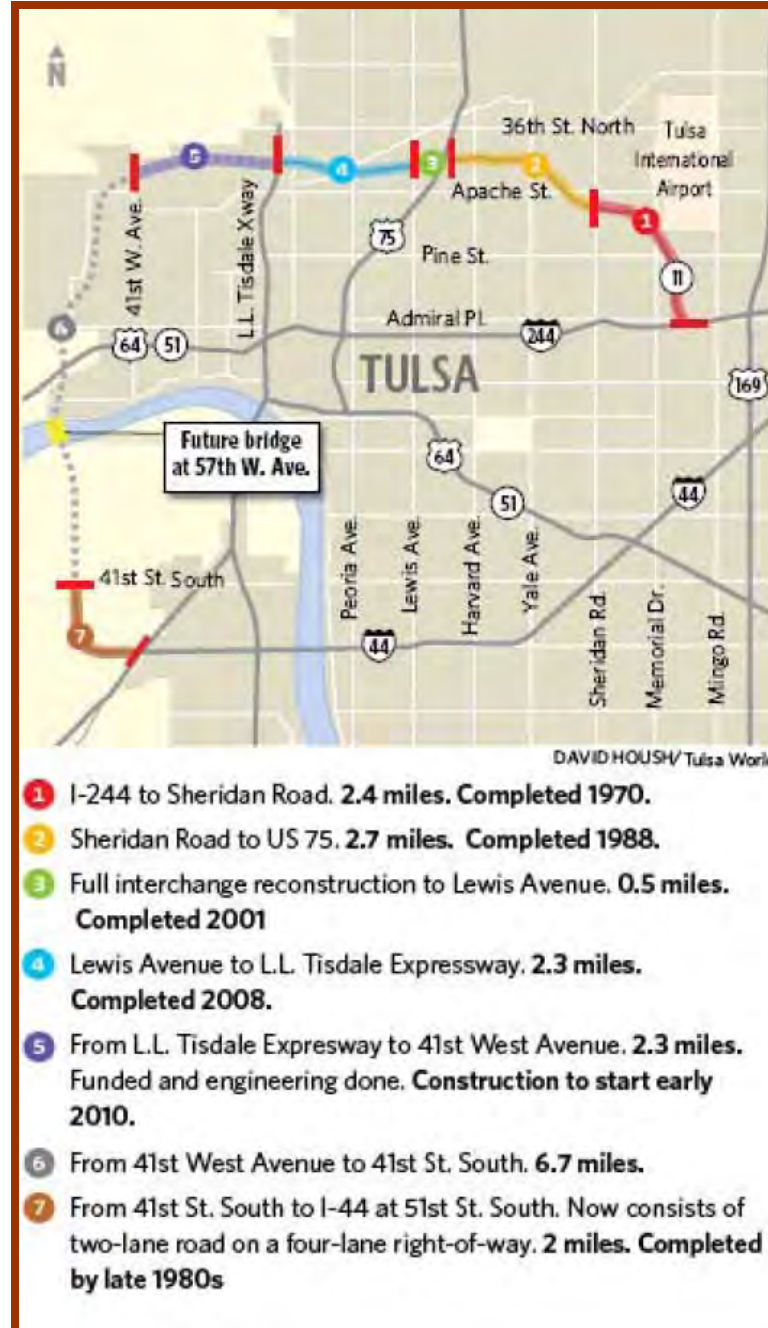 N
36th St. North
Tulsa
International
Airport
5
4
3
2
1
Apache St.
41st W. Ave.
L.L. Tisdale Xway
75
Pine St.
11
6
Admiral Pl.
64
51
244
TULSA
169
Future bridge
at 57th W. Ave.
64
51
44
Peoria Ave.
Lewis Ave.
Harvard Ave.
Yale Ave.
Sheridan Rd.
Memorial Dr.
Mingo Rd.
41st St. South
7
44
DAVID HOUSH/Tulsa World
1 I-244 to Sheridan Road. 2.4 miles. Completed 1970.
2 Sheridan Road to US 75. 2.7 miles. Completed 1988.
3 Full interchange reconstruction to Lewis Avenue. 0.5 miles.
Completed 2001
4 Lewis Avenue to L.L. Tisdale Expressway. 2.3 miles.
Completed 2008.
5 From L.L. Tisdale Expresway to 41st West Avenue. 2.3 miles.
Funded and engineering done. Construction to start early
2010.
6 From 41st West Avenue to 41st St. South. 6.7 miles.
7 From 41st St. South to I-44 at 51st St. South. Now consists of
two-lane road on a four-lane right-of-way. 2 miles. Completed
by late 1980s